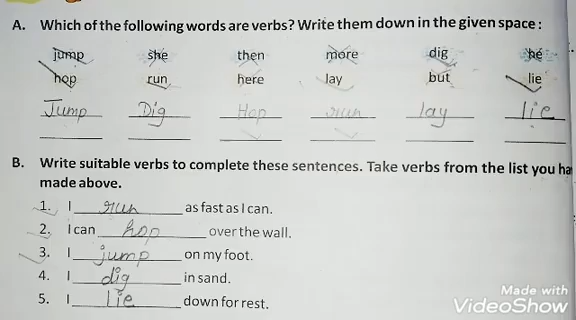 A. Which of the following words are verbs? Write them down in the given space :
jump she then more dig he
hop run here lay but lie
Jump Dig Hop run lay lie
B. Write suitable verbs to complete these sentences. Take verbs from the list you ha
made above.
1. I run as fast as I can.
2. I can hop over the wall.
3. I jump on my foot.
4. I dig in sand.
5. I lie down for rest.
Made with
VideoShow